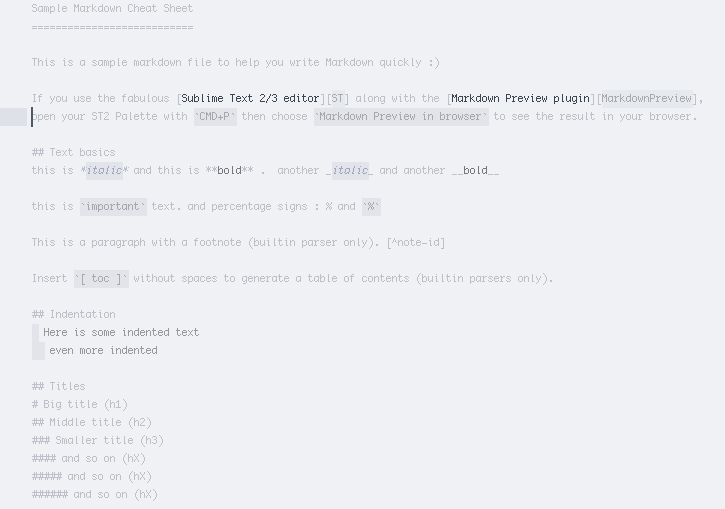 Sample Markdown Cheat Sheet
===========================
This is a sample markdown file to help you write Markdown quickly :)
If you use the fabulous [Sublime Text 2/3 editor][ST] along with the [Markdown Preview plugin][MarkdownPreview],
open your ST2 Palette with `CMD+P` then choose `Markdown Preview in browser` to see the result in your browser.
## Text basics
this is *italic* and this is **bold** .  another _italic_ and another __bold__
this is `important` text. and percentage signs : % and `%`
This is a paragraph with a footnote (builtin parser only). [^note-id]
Insert `[ toc ]` without spaces to generate a table of contents (builtin parsers only).
## Indentation
Here is some indented text
even more indented
## Titles
# Big title (h1)
## Middle title (h2)
### Smaller title (h3)
#### and so on (hX)
##### and so on (hX)
###### and so on (hX)